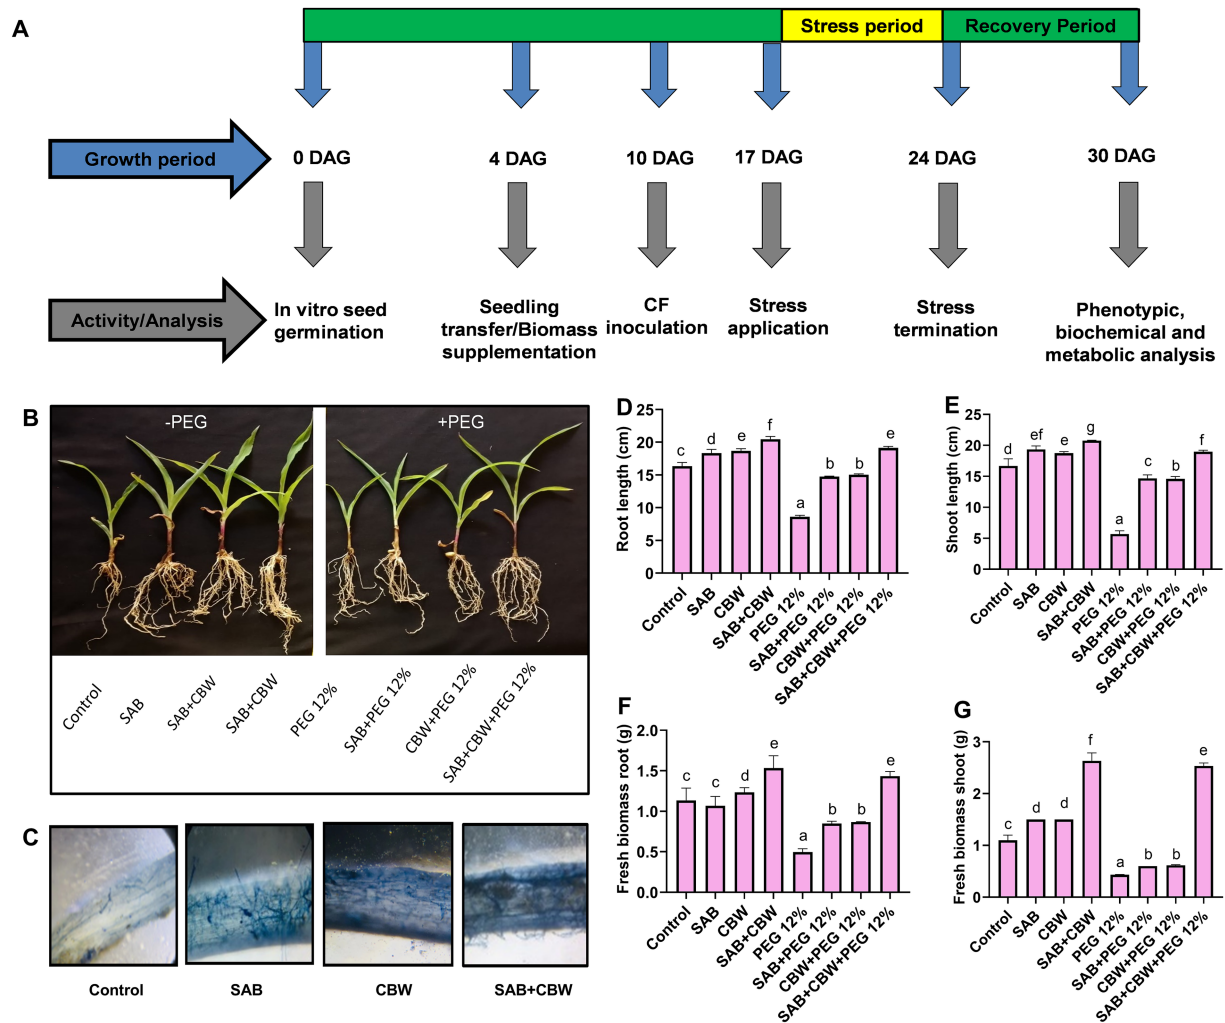 A
Stress period
Recovery Period
Growth period
0 DAG
4 DAG
10 DAG
17 DAG
24 DAG
30 DAG
Activity/Analysis
In vitro seed
germination
Seedling
transfer/Biomass
supplementation
CF
inoculation
Stress
application
Stress
termination
Phenotypic,
biochemical and
metabolic analysis
B
-PEG
+PEG
Control
SAB
SAB+CBW
SAB+CBW
PEG 12%
SAB+PEG 12%
CBW+PEG 12%
SAB+CBW+PEG 12%
C
Control
SAB
CBW
SAB+CBW
D
Root length (cm)
25
20
15
10
5
0
c
d
e
f
a
b
b
e
Control
SAB
CBW
SAB+CBW
PEG 12%
SAB+PEG 12%
CBW+PEG 12%
SAB+CBW+PEG 12%
E
Shoot length (cm)
25
20
15
10
5
0
d
ef
e
g
a
c
b
f
Control
SAB
CBW
SAB+CBW
PEG 12%
SAB+PEG 12%
CBW+PEG 12%
SAB+CBW+PEG 12%
F
Fresh biomass root (g)
2.0
1.5
1.0
0.5
0.0
c
c
d
e
a
b
b
e
Control
SAB
CBW
SAB+CBW
PEG 12%
SAB+PEG 12%
CBW+PEG 12%
SAB+CBW+PEG 12%
G
Fresh biomass shoot (g)
3
2
1
0
c
d
d
f
a
b
b
e
Control
SAB
CBW
SAB+CBW
PEG 12%
SAB+PEG 12%
CBW+PEG 12%
SAB+CBW+PEG 12%